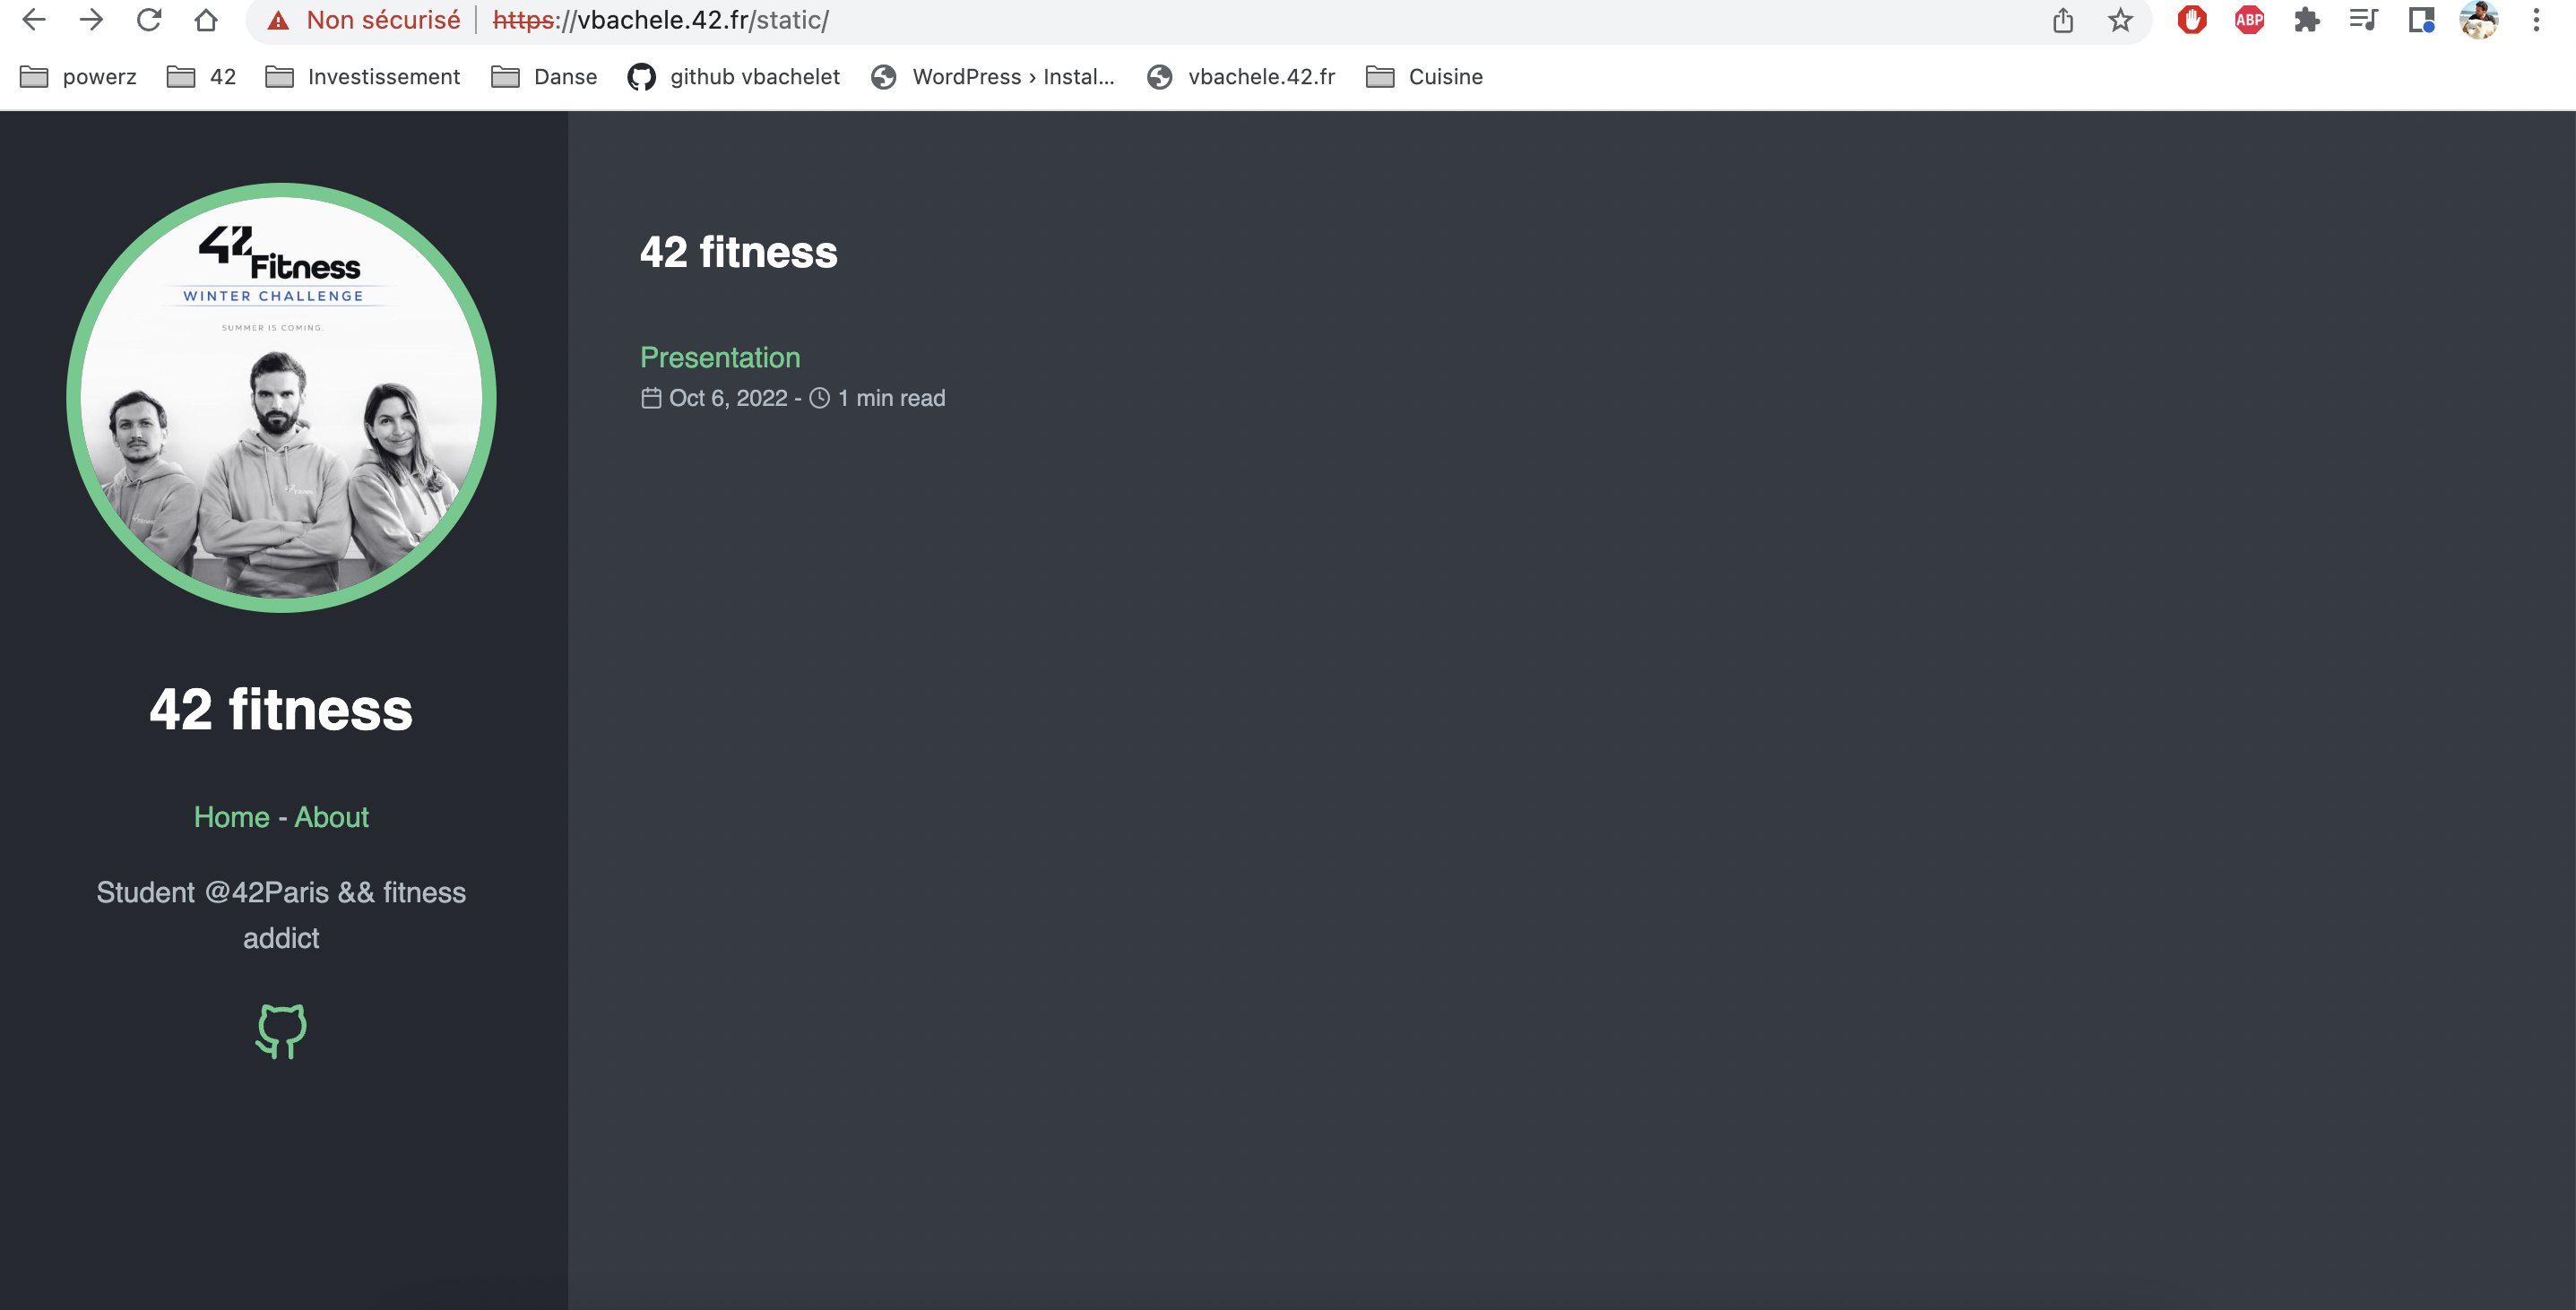 Non sécurisé | https://vbachele.42.fr/static/
powerz 42 Investissement Danse github vbachelet WordPress › Instal... vbachele.42.fr Cuisine
ABP
42
Fitness
WINTER CHALLENGE
SUMMER IS COMING.
42 fitness
Home - About
Student @42Paris && fitness
addict
42 fitness
Presentation
Oct 6, 2022 - 1 min read